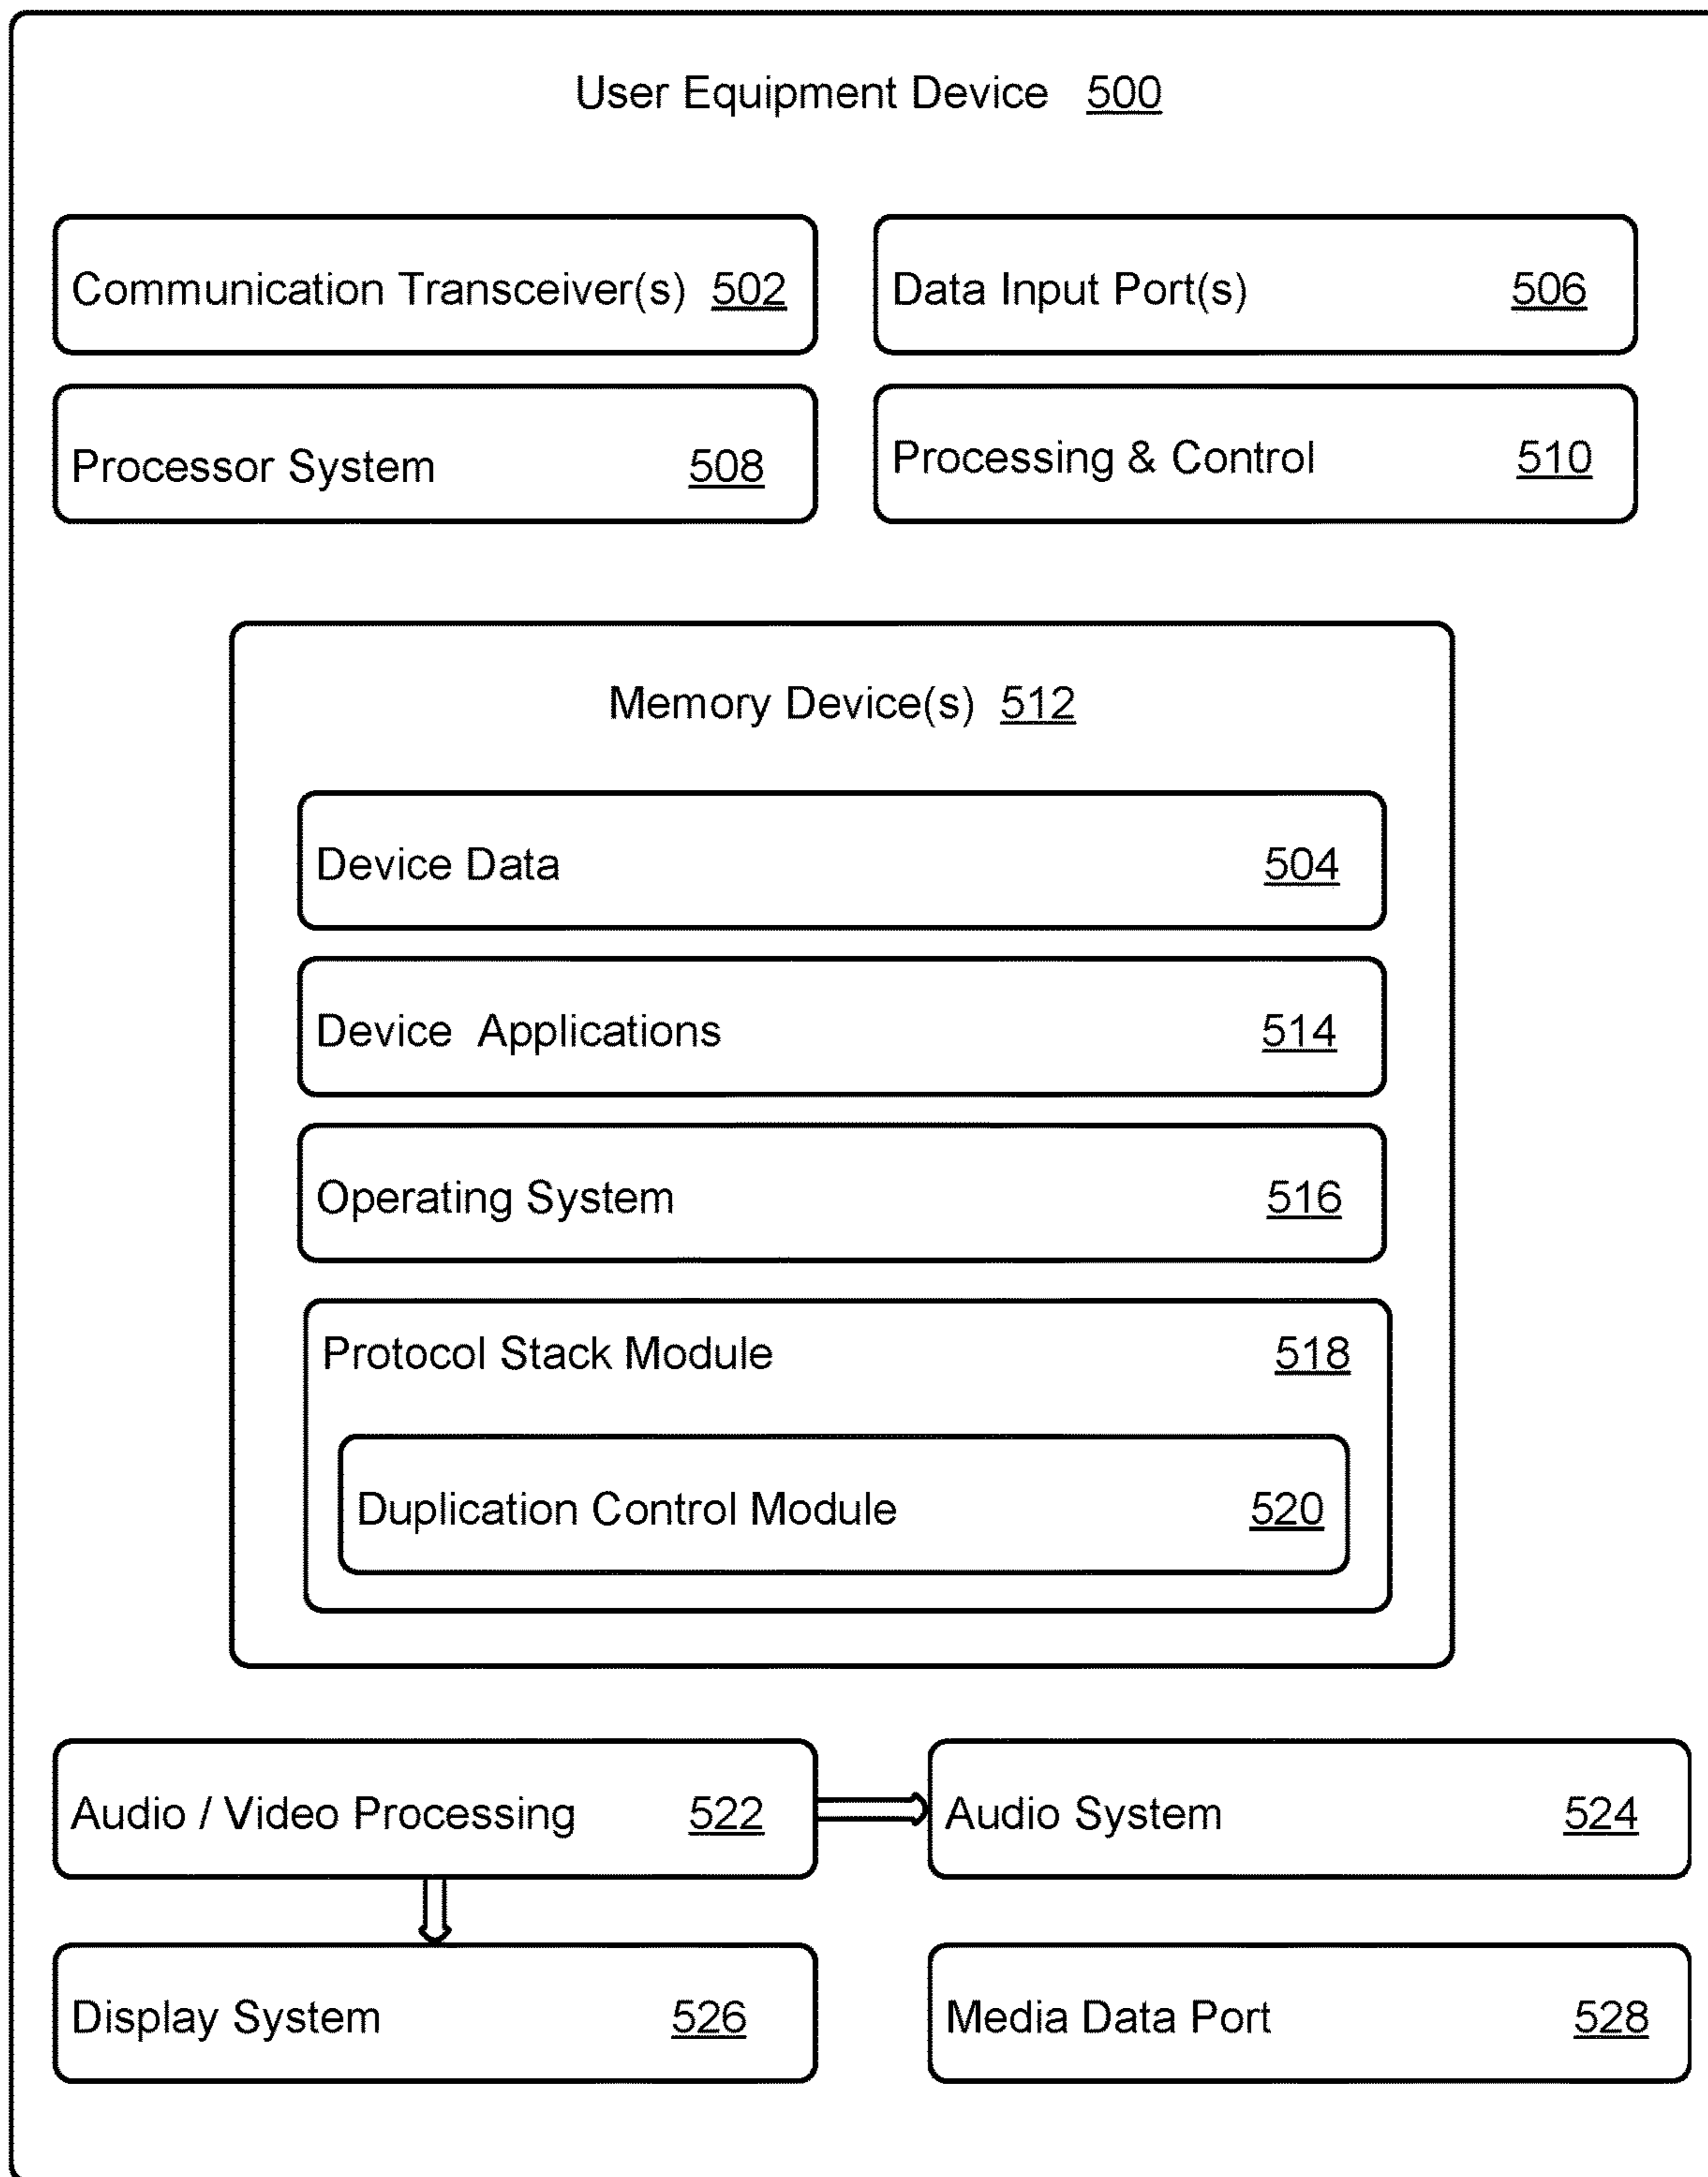 User Equipment Device 500
Communication Transceiver(s) 502
Data Input Port(s) 506
Processor System 508
Processing & Control 510
Memory Device(s) 512
Device Data 504
Device Applications 514
Operating System 516
Protocol Stack Module 518
Duplication Control Module 520
Audio / Video Processing 522
Audio System 524
Display System 526
Media Data Port 528